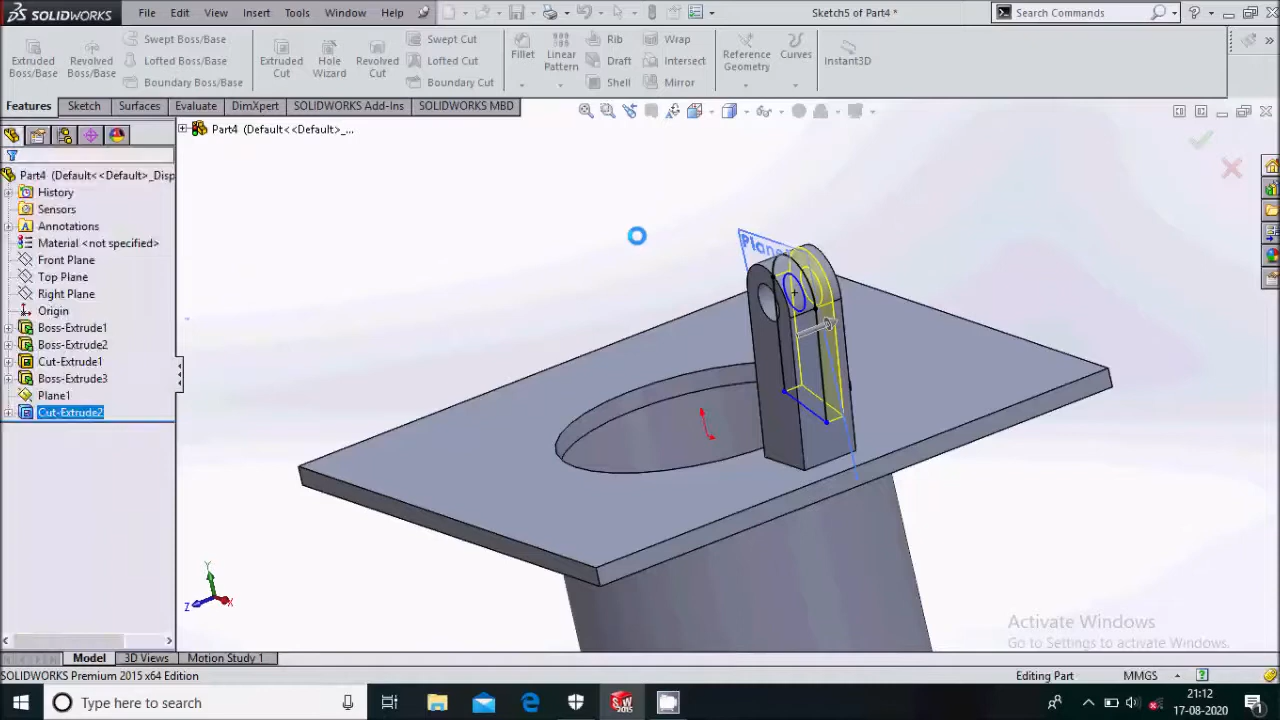 SOLIDWORKS File Edit View Insert Tools Window Help Sketch5 of Part4 * Search Commands
Extruded Boss/Base Revolved Boss/Base Swept Boss/Base Lofted Boss/Base Boundary Boss/Base Extruded Cut Hole Wizard Revolved Cut Swept Cut Lofted Cut Boundary Cut Fillet Linear Pattern Rib Draft Shell Wrap Intersect Mirror Reference Geometry Curves Instant3D
Features Sketch Surfaces Evaluate DimXpert SOLIDWORKS Add-Ins SOLIDWORKS MBD
Part4 (Default<<Default>_...
Part4 (Default<<Default>_Disp
History
Sensors
Annotations
Material <not specified>
Front Plane
Top Plane
Right Plane
Origin
Boss-Extrude1
Boss-Extrude2
Cut-Extrude1
Boss-Extrude3
Plane1
Cut-Extrude2
Y
Z
X
Activate Windows
Go to Settings to activate Windows.
Model 3D Views Motion Study 1
SOLIDWORKS Premium 2015 x64 Edition Editing Part MMGS
Type here to search
21:12
17-08-2020